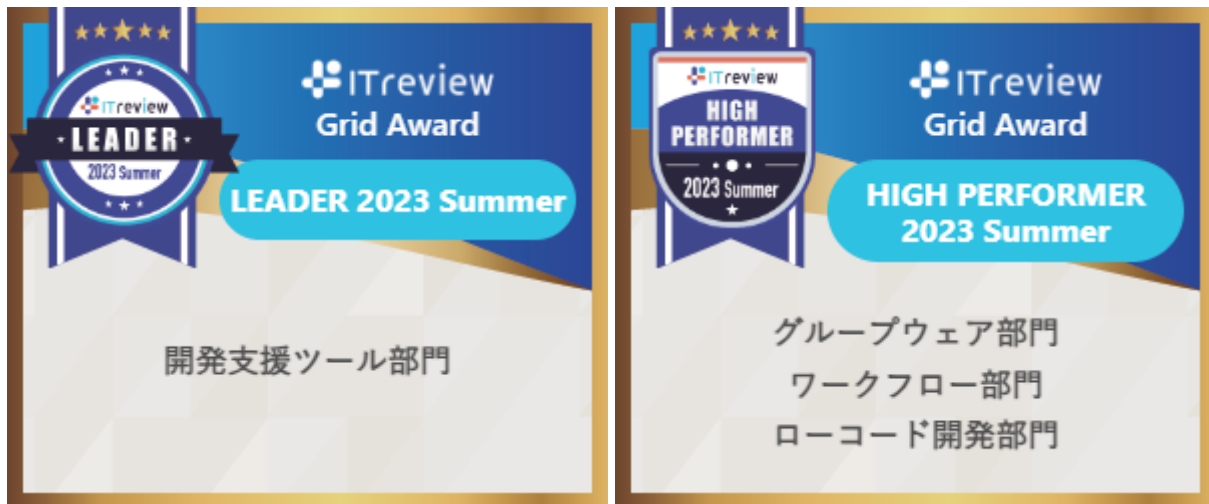 ITreview
LEADER
2023 Summer
ITreview
Grid Award
LEADER 2023 Summer
開発支援ツール部門
ITreview
HIGH
PERFORMER
2023 Summer
ITreview
Grid Award
HIGH PERFORMER
2023 Summer
グループウェア部門
ワークフロー部門
ローコード開発部門